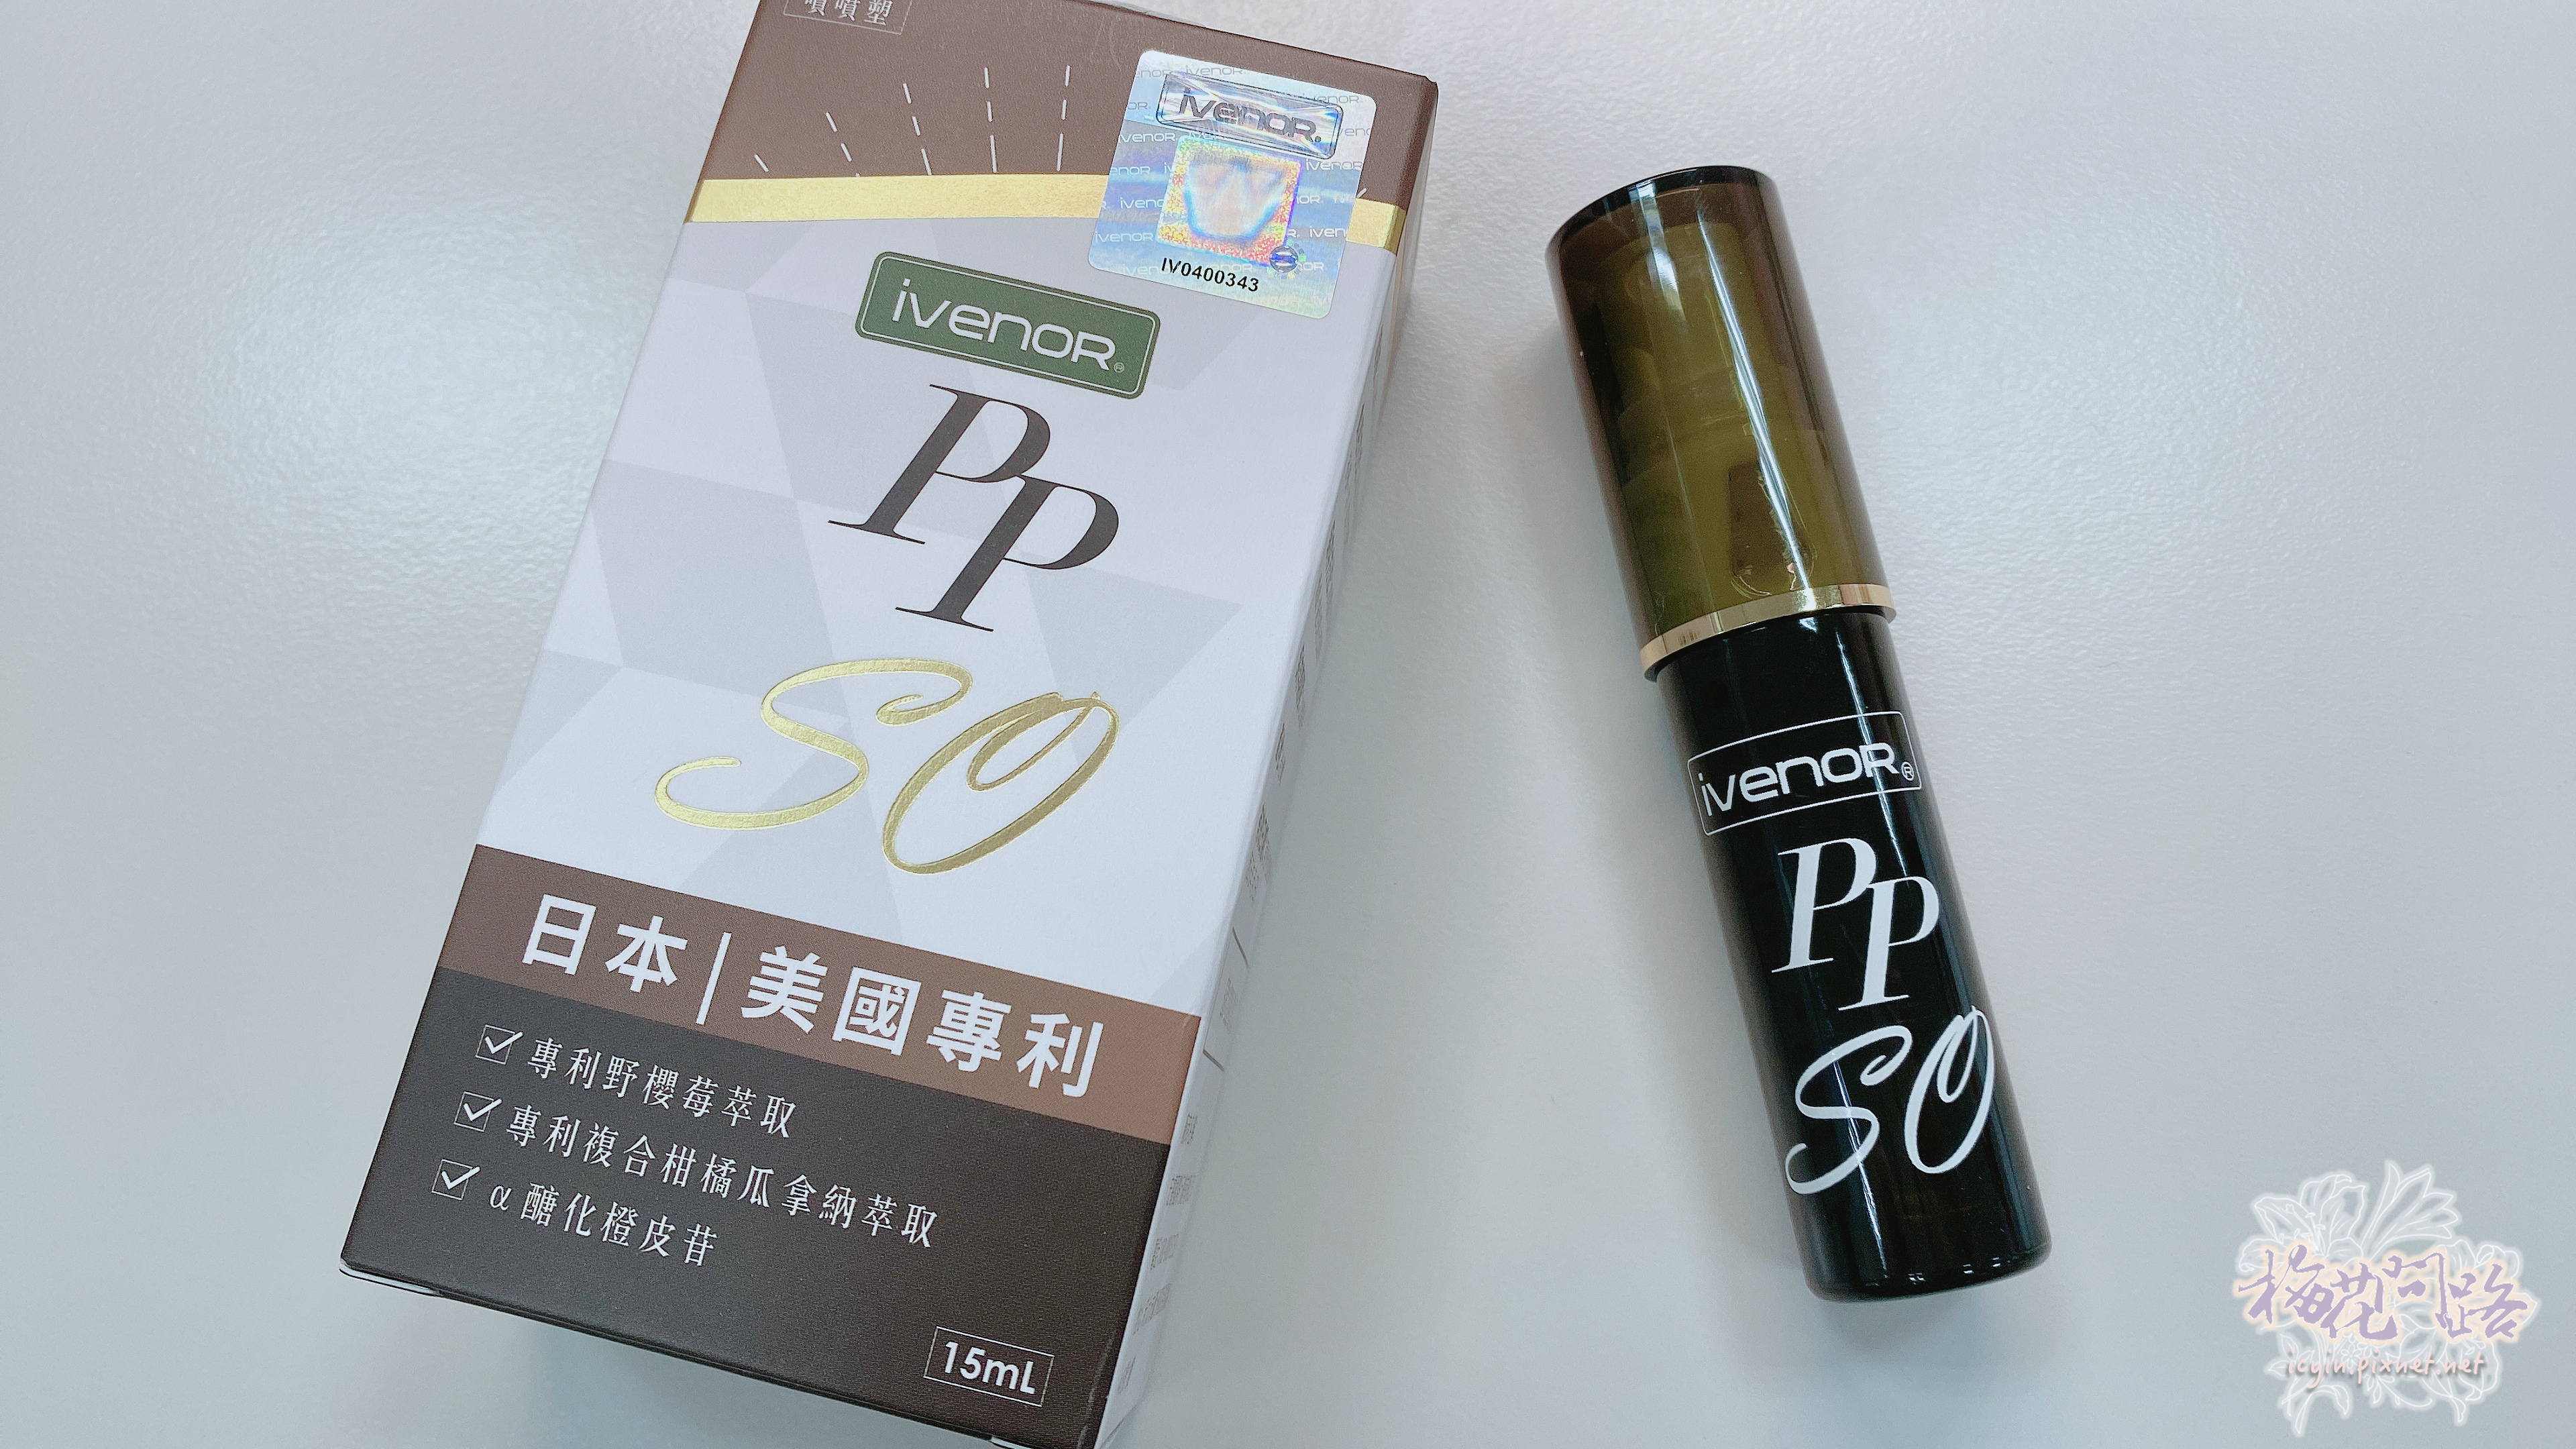 噴噴塑
ivenor
IV0400343
ivenor®
PP
SO
日本|美國專利
專利野櫻莓萃取
專利複合柑橘瓜拿納萃取
α醣化橙皮苷
15mL
ivenor®
PP
SO
梅花問路
icyin.pixnet.net